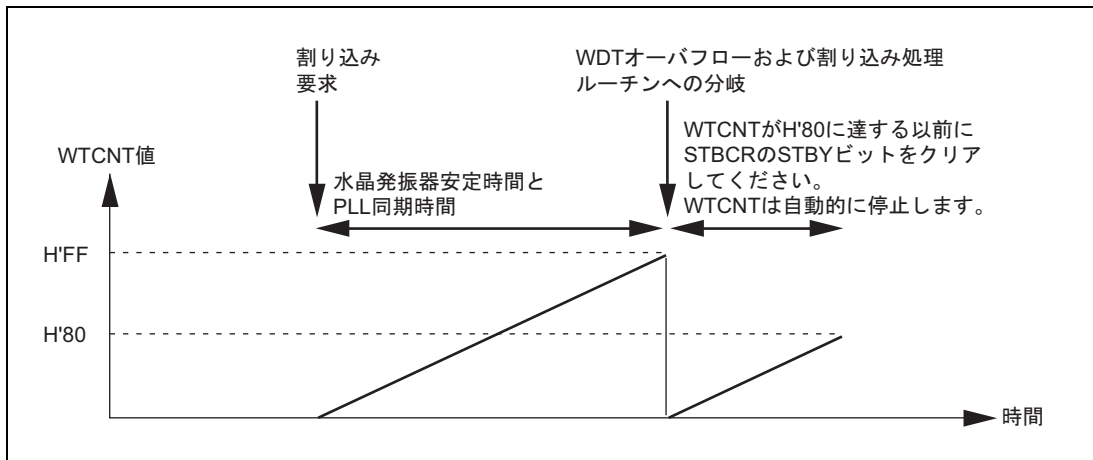 割り込み
要求
WDTオーバフローおよび割り込み処理
ルーチンへの分岐
WTCNTがH'80に達する以前に
STBCRのSTBYビットをクリア
してください。
WTCNTは自動的に停止します。
WTCNT値
水晶発振器安定時間と
PLL同期時間
H'FF
H'80
時間